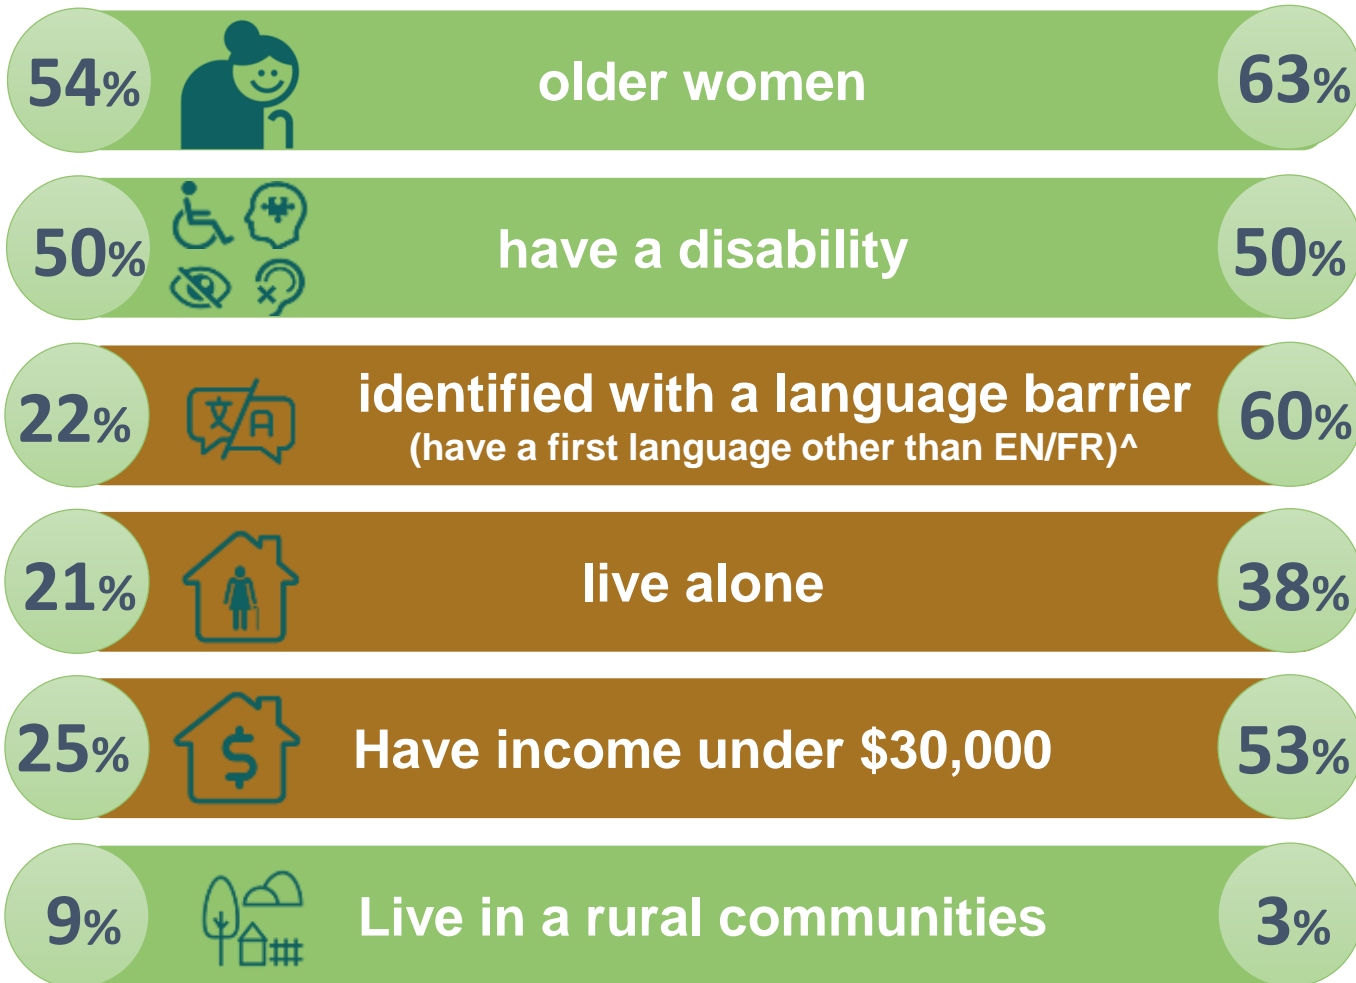 54% older women 63%
50% have a disability 50%
22% identified with a language barrier 60%
(have a first language other than EN/FR)^
21% live alone 38%
25% Have income under $30,000 53%
9% Live in a rural communities 3%